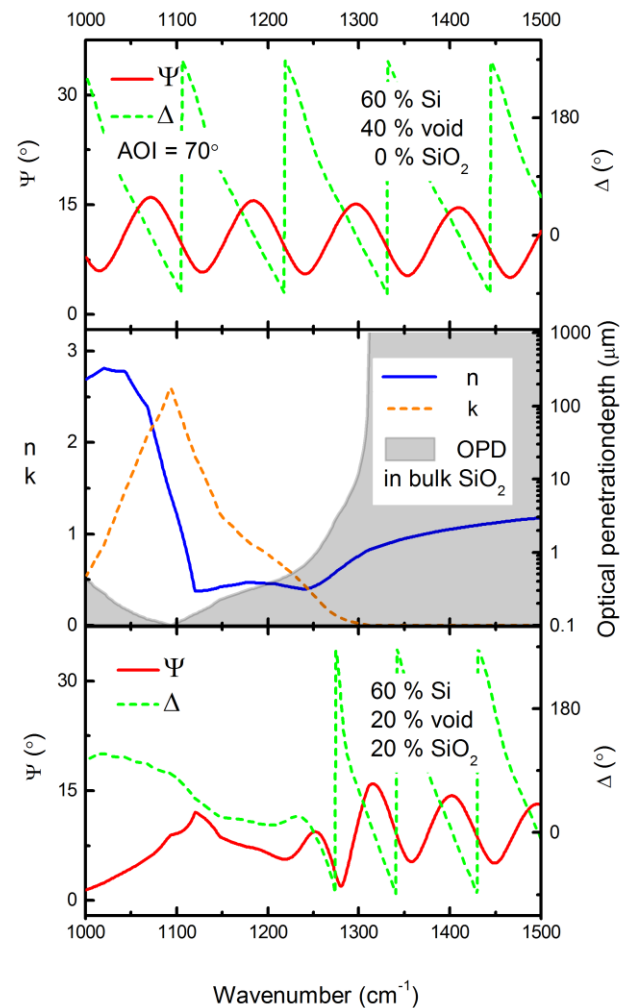 1000 1100 1200 1300 1400 1500
Ψ
Δ
AOI = 70°
60 % Si
40 % void
0 % SiO2
Ψ (°)
35
15
0
Δ (°)
180
0
n
k
3
2
1
0
n
k
OPD
in bulk SiO2
Optical penetrationdepth (μm)
1000
100
10
1
0.1
Ψ
Δ
60 % Si
20 % void
20 % SiO2
Ψ (°)
30
15
0
Δ (°)
180
0
1000 1100 1200 1300 1400 1500
Wavenumber (cm-1)